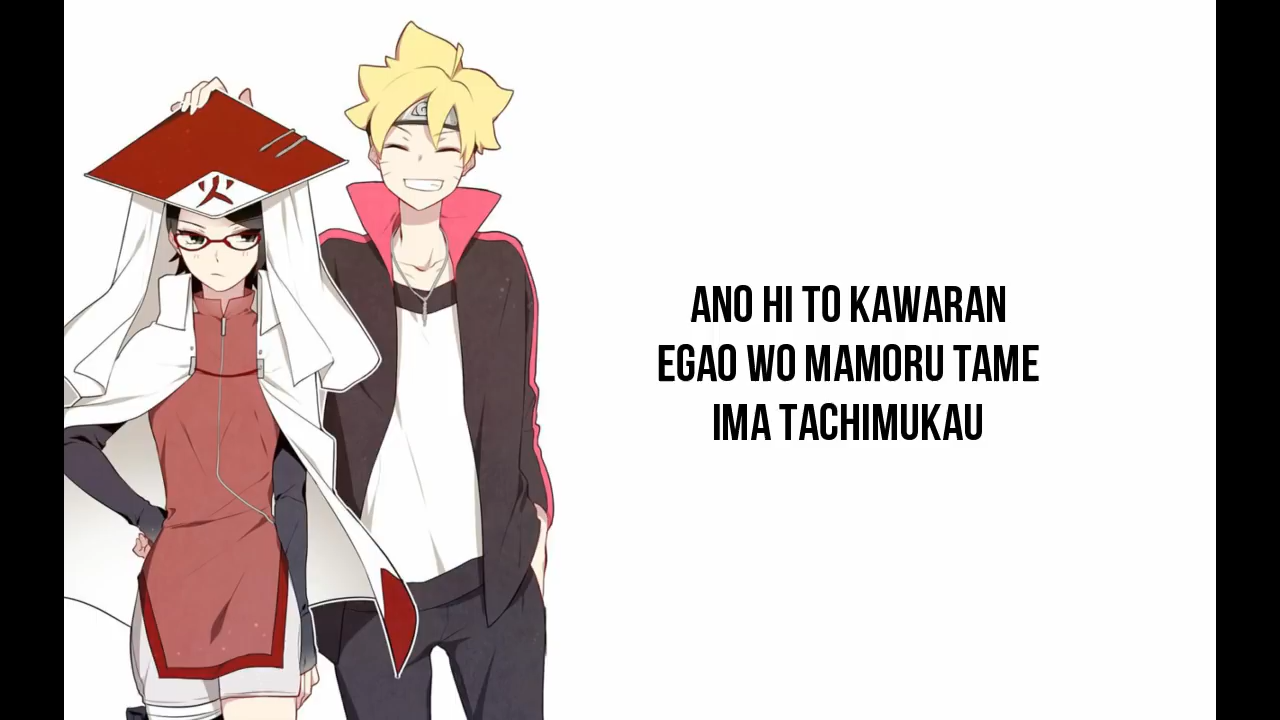 火
ANO HI TO KAWARAN
EGAO WO MAMORU TAME
IMA TACHIMUKAU